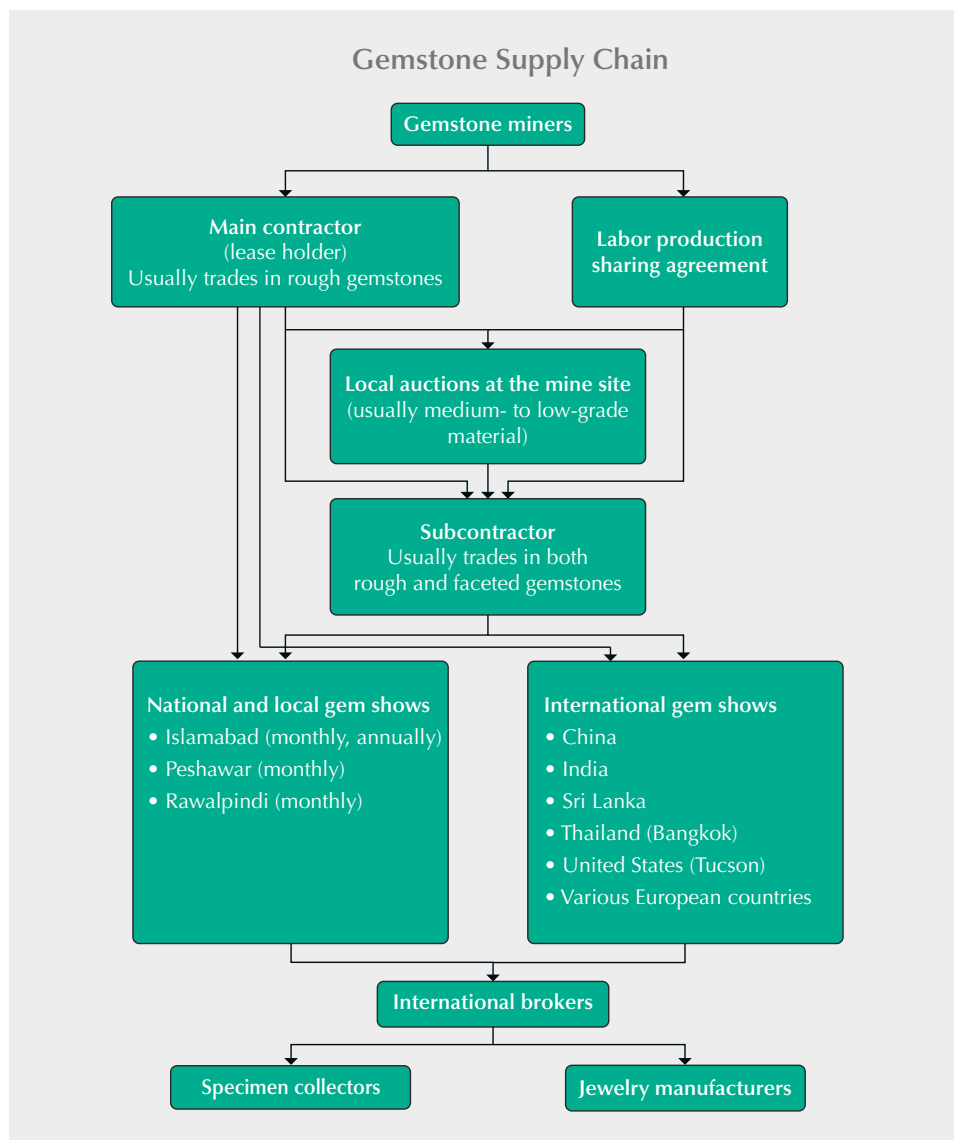 Gemstone Supply Chain
Gemstone miners
Main contractor
(lease holder)
Usually trades in rough gemstones
Labor production
sharing agreement
Local auctions at the mine site
(usually medium- to low-grade
material)
Subcontractor
Usually trades in both
rough and faceted gemstones
National and local gem shows
• Islamabad (monthly, annually)
• Peshawar (monthly)
• Rawalpindi (monthly)
International gem shows
• China
• India
• Sri Lanka
• Thailand (Bangkok)
• United States (Tucson)
• Various European countries
International brokers
Specimen collectors
Jewelry manufacturers